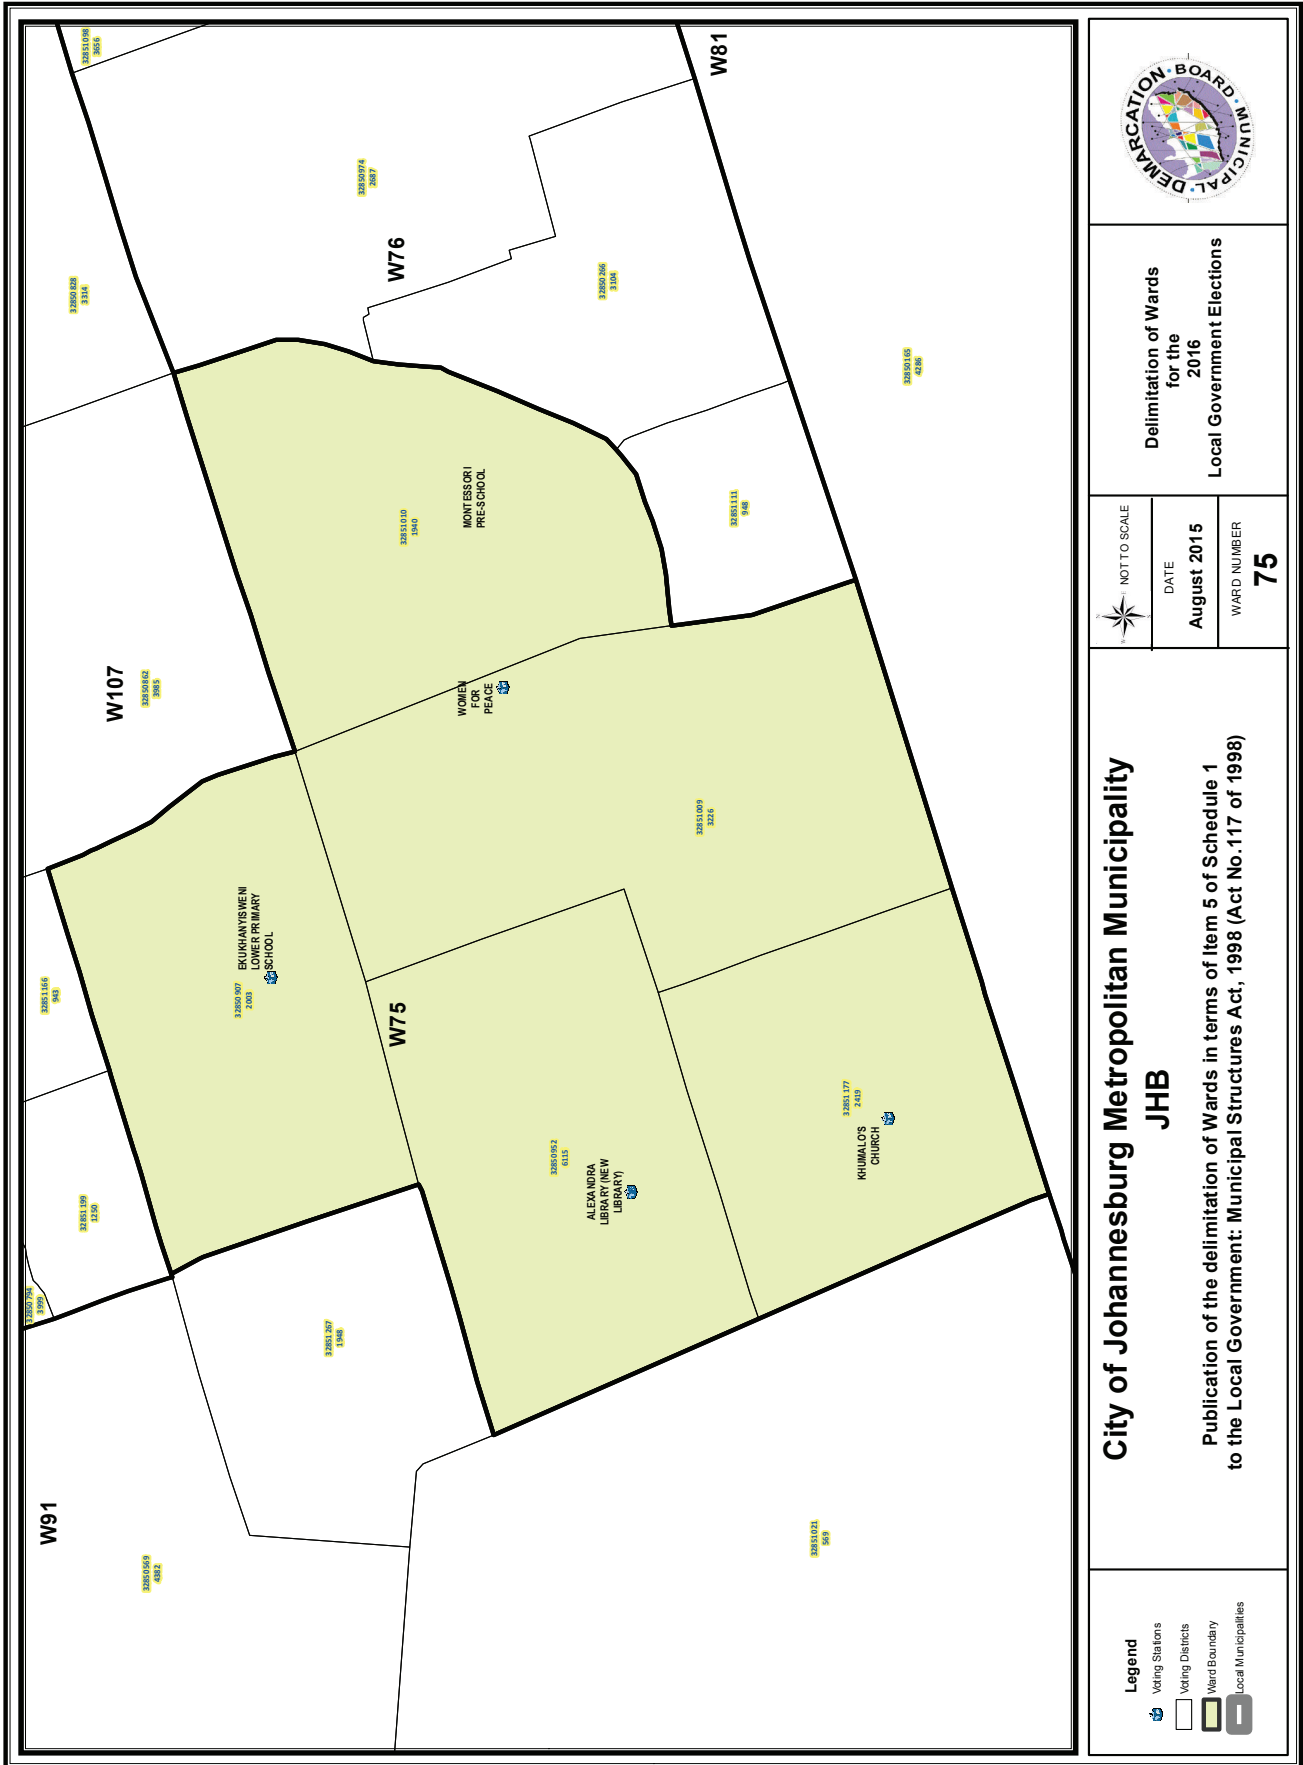 W91
32850569
4382
32850794
3999
32851199
1250
32851166
943
W107
32850862
3985
32850828
3314
32851098
3656
32851267
1948
32850907
2003
EKUKHANYISWENI
LOWER PRIMARY
SCHOOL
W75
W76
32850974
2687
32851010
1940
MONTESSORI
PRE-SCHOOL
WOMEN
FOR
PEACE
32850952
6115
ALEXANDRA
LIBRARY (NEW
LIBRARY)
32850266
3104
32851009
3226
32851111
948
W81
32851021
569
32851177
2419
KHUMALO'S
CHURCH
32850165
4286
Legend
Voting Stations
Voting Districts
Ward Boundary
Local Municipalities
City of Johannesburg Metropolitan Municipality
JHB
Publication of the delimitation of Wards in terms of Item 5 of Schedule 1
to the Local Government: Municipal Structures Act, 1998 (Act No.117 of 1998)
NOT TO SCALE
DATE
August 2015
WARD NUMBER
75
Delimitation of Wards
for the
2016
Local Government Elections
MUNICIPAL DEMARCATION BOARD